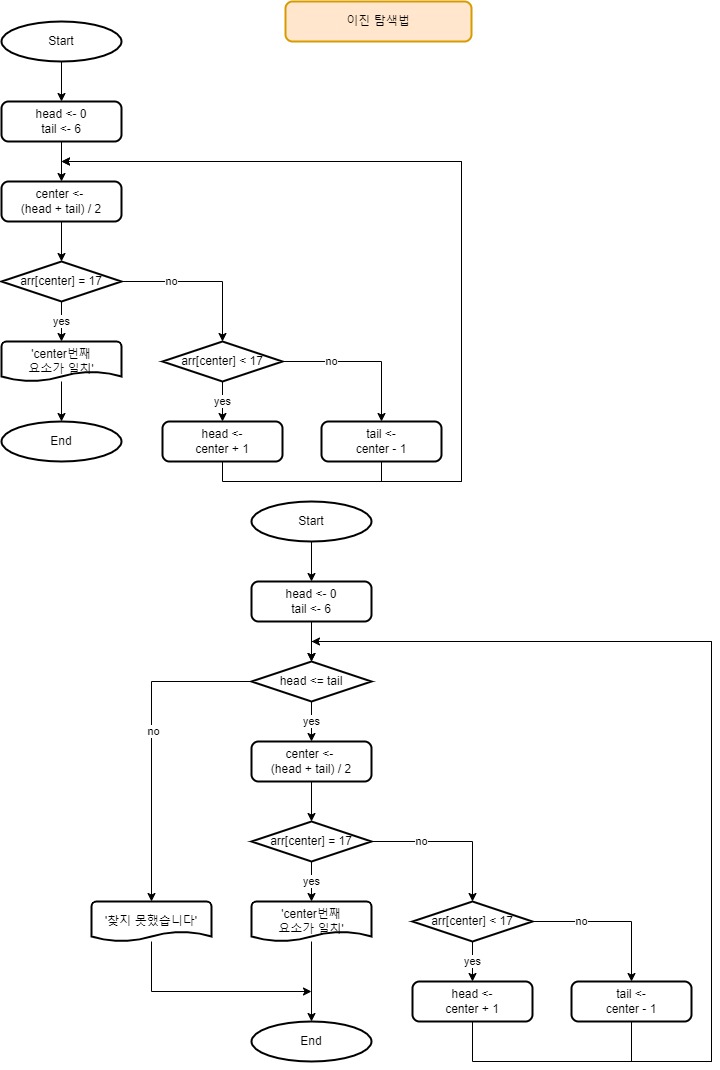 이진 탐색법
Start
head <- 0
tail <- 6
center <-
(head + tail) / 2
arr[center] = 17
no
yes
'center번째
요소가 일치'
arr[center] < 17
no
yes
End
head <-
center + 1
tail <-
center - 1
Start
head <- 0
tail <- 6
head <= tail
yes
no
center <-
(head + tail) / 2
arr[center] = 17
no
yes
'찾지 못했습니다'
'center번째
요소가 일치'
arr[center] < 17
no
yes
head <-
center + 1
tail <-
center - 1
End